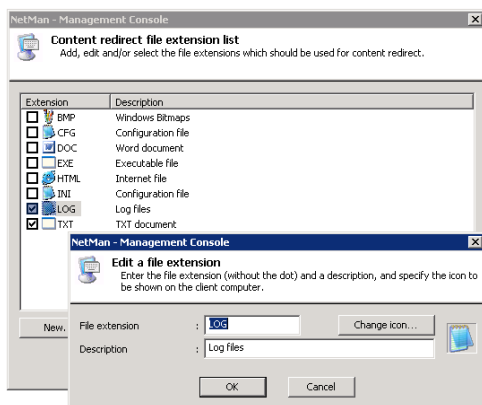 NetMan - Management Console
Content redirect file extension list
Add, edit and/or select the file extensions which should be used for content redirect.
Extension Description
BMP Windows Bitmaps
CFG Configuration file
DOC Word document
EXE Executable file
HTML Internet file
INI Configuration file
LOG Log files
TXT TXT document
NetMan - Management Console
Edit a file extension
Enter the file extension (without the dot) and a description, and specify the icon to
be shown on the client computer.
New.
File extension : LOG Change icon...
Description : Log files
OK Cancel